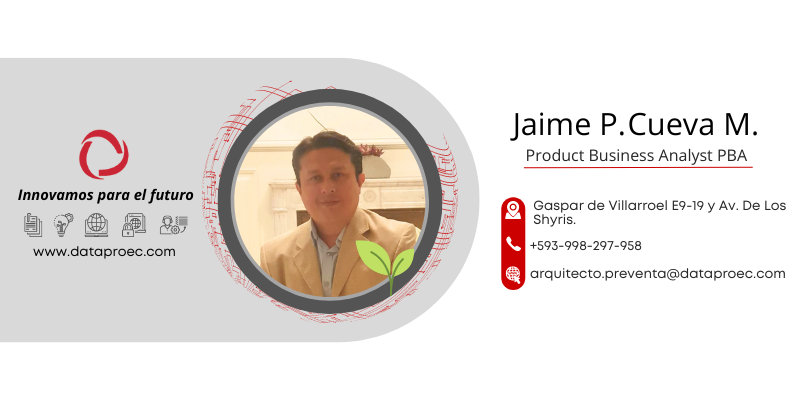 Innovamos para el futuro
www.dataproec.com
Jaime P.Cueva M.
Product Business Analyst PBA
Gaspar de Villarroel E9-19 y Av. De Los
Shyris.
+593-998-297-958
arquitecto.preventa@dataproec.com